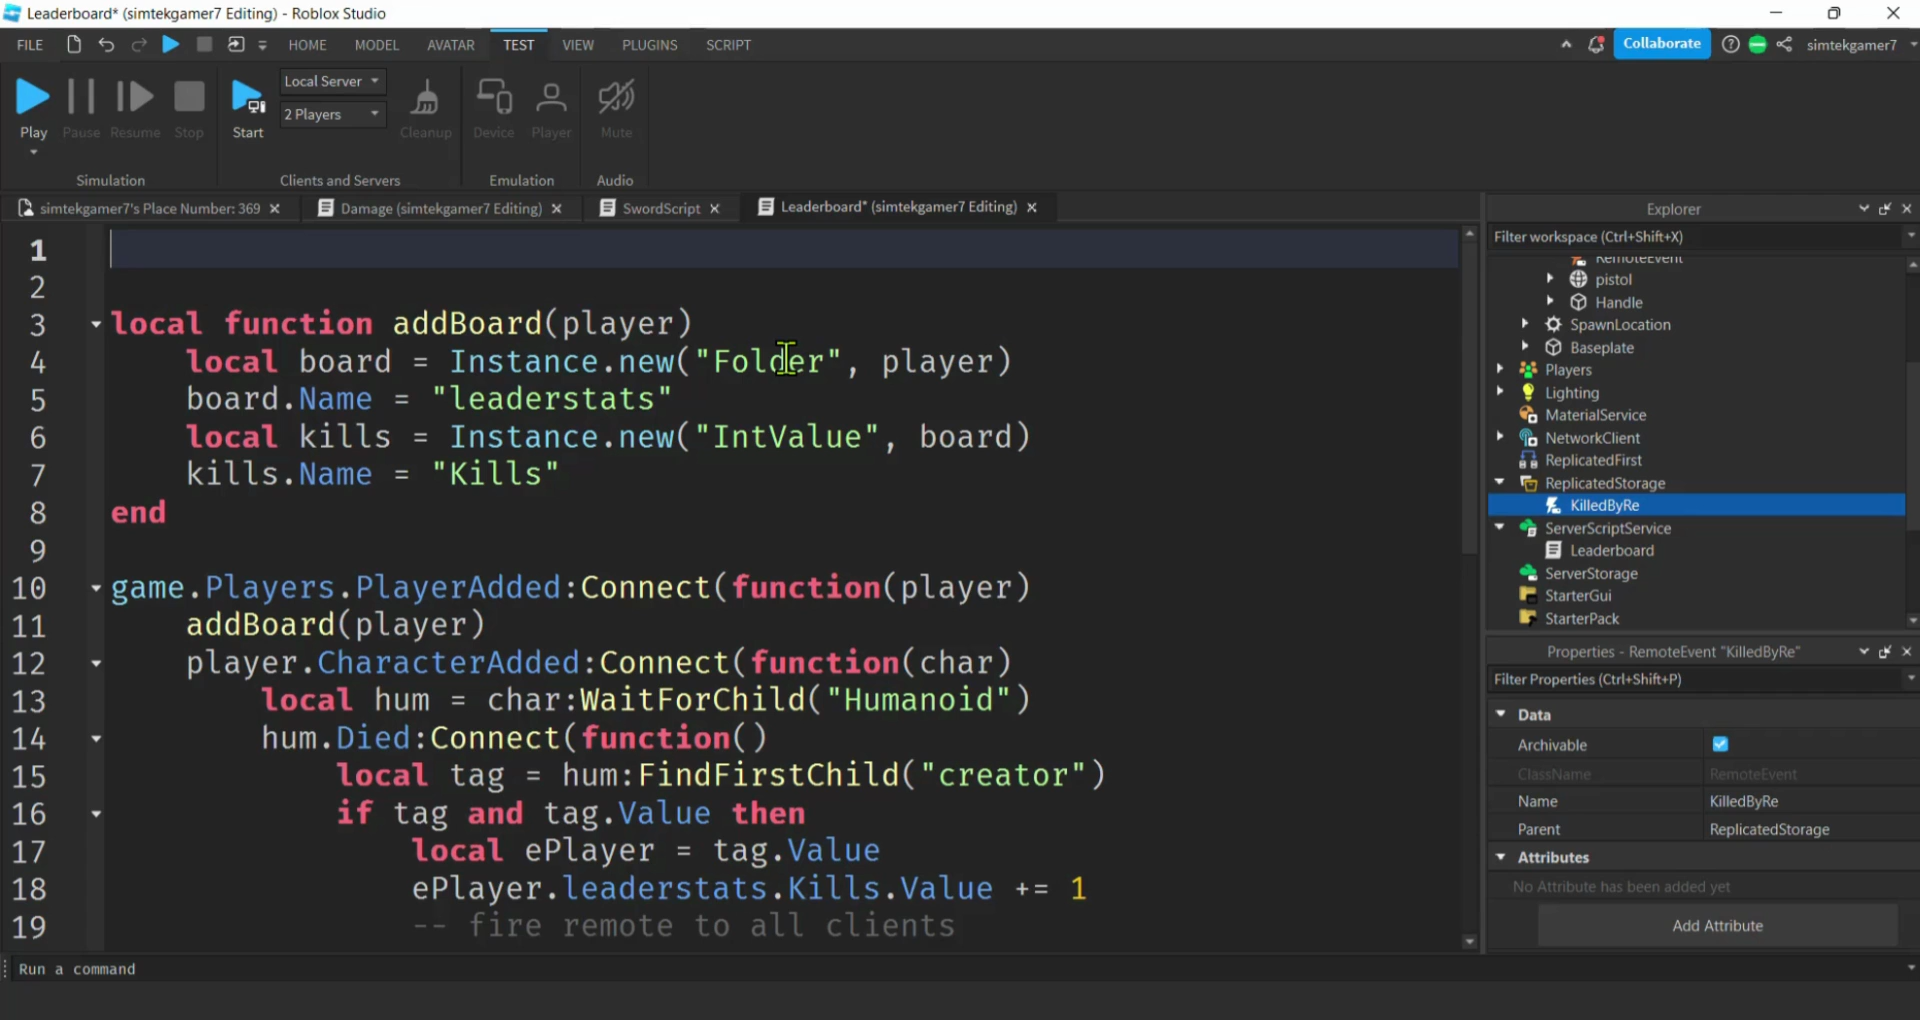 Leaderboard* (simtekgamer7 Editing) - Roblox Studio
FILE HOME MODEL AVATAR TEST VIEW PLUGINS SCRIPT Collaborate simtekgamer7
Play Pause Resume Stop Start Local Server 2 Players Cleanup Device Player Mute
Simulation Clients and Servers Emulation Audio
simtekgamer7's Place Number: 369 Damage (simtekgamer7 Editing) SwordScript Leaderboard* (simtekgamer7 Editing)
1
2
3 local function addBoard(player)
4 local board = Instance.new("Folder", player)
5 board.Name = "leaderstats"
6 local kills = Instance.new("IntValue", board)
7 kills.Name = "Kills"
8 end
9
10 game.Players.PlayerAdded:Connect(function(player)
11 addBoard(player)
12 player.CharacterAdded:Connect(function(char)
13 local hum = char:WaitForChild("Humanoid")
14 hum.Died:Connect(function()
15 local tag = hum:FindFirstChild("creator")
16 if tag and tag.Value then
17 local ePlayer = tag.Value
18 ePlayer.leaderstats.Kills.Value += 1
19 -- fire remote to all clients
Run a command
Explorer
Filter workspace (Ctrl+Shift+X)
RemoteEvent
pistol
Handle
SpawnLocation
Baseplate
Players
Lighting
MaterialService
NetworkClient
ReplicatedFirst
ReplicatedStorage
KilledByRe
ServerScriptService
Leaderboard
ServerStorage
StarterGui
StarterPack
Properties - RemoteEvent "KilledByRe"
Filter Properties (Ctrl+Shift+P)
Data
Archivable
ClassName RemoteEvent
Name KilledByRe
Parent ReplicatedStorage
Attributes
No Attribute has been added yet
Add Attribute